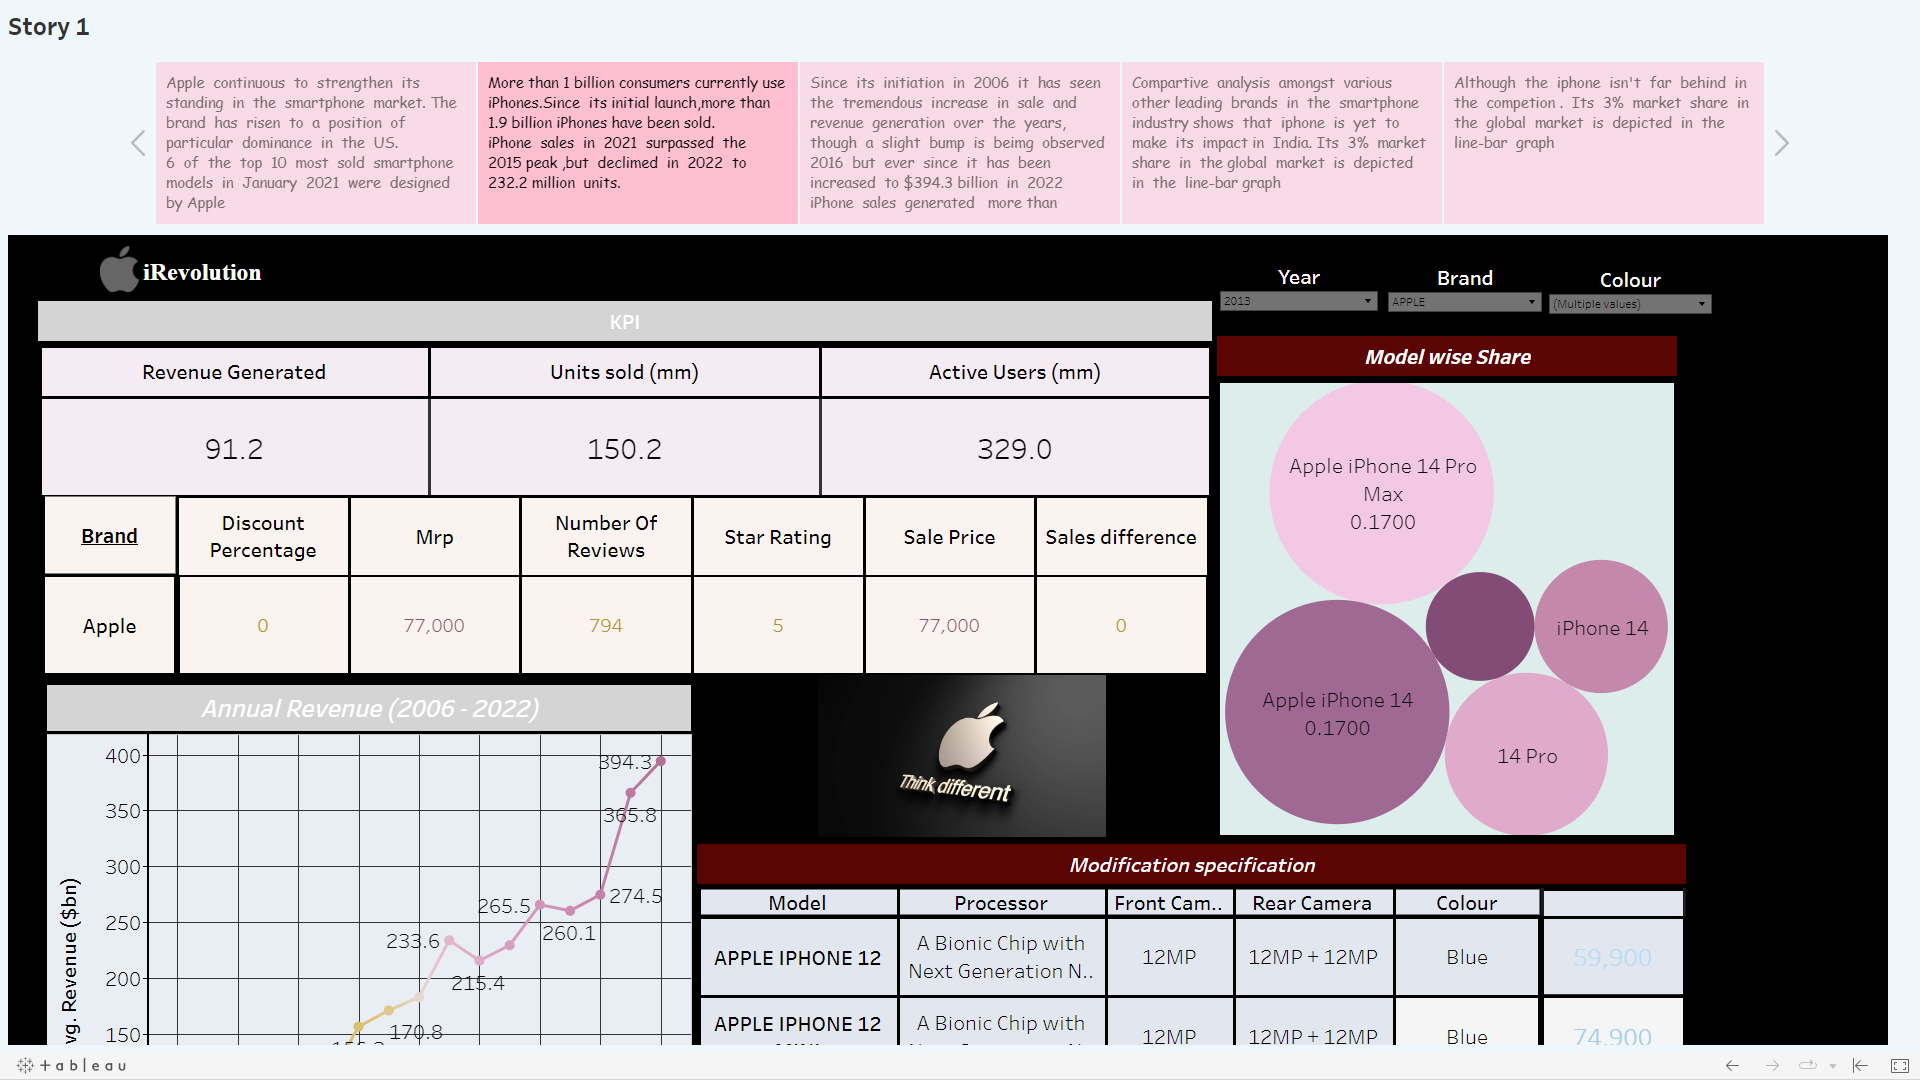 Story 1
Apple continuous to strengthen its
standing in the smartphone market. The
brand has risen to a position of
particular dominance in the US.
6 of the top 10 most sold smartphone
models in January 2021 were designed
by Apple
More than 1 billion consumers currently use
iPhones.Since its initial launch,more than
1.9 billion iPhones have been sold.
iPhone sales in 2021 surpassed the
2015 peak ,but declimed in 2022 to
232.2 million units.
Since its initiation in 2006 it has seen
the tremendous increase in sale and
revenue generation over the years,
though a slight bump is beimg observed
2016 but ever since it has been
increased to $394.3 billion in 2022
iPhone sales generated more than
Compartive analysis amongst various
other leading brands in the smartphone
industry shows that iphone is yet to
make its impact in India. Its 3% market
share in the global market is depicted
in the line-bar graph
Although the iphone isn't far behind in
the competion . Its 3% market share in
the global market is depicted in the
line-bar graph
iRevolution
Year
Brand
Colour
2013
APPLE
(Multiple values)
KPI
Revenue Generated
Units sold (mm)
Active Users (mm)
91.2
150.2
329.0
Brand
Discount
Percentage
Mrp
Number Of
Reviews
Star Rating
Sale Price
Sales difference
Apple
0
77,000
794
5
77,000
0
Model wise Share
Apple iPhone 14 Pro
Max
0.1700
iPhone 14
Apple iPhone 14
0.1700
14 Pro
Annual Revenue (2006 - 2022)
400
350
300
250
200
150
vg. Revenue ($bn)
394.3
365.8
274.5
265.5
260.1
233.6
215.4
170.8
Think different
Modification specification
Model
Processor
Front Cam..
Rear Camera
Colour
APPLE IPHONE 12
A Bionic Chip with
Next Generation N..
12MP
12MP + 12MP
Blue
59,900
APPLE IPHONE 12
A Bionic Chip with
12MP
12MP + 12MP
Blue
74,900
+ a b l e a u